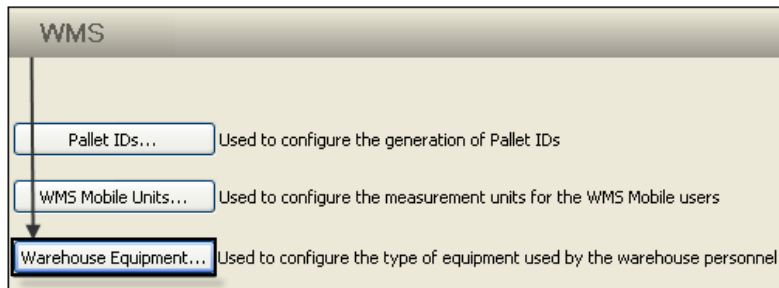 WMS
Pallet IDs... Used to configure the generation of Pallet IDs
WMS Mobile Units... Used to configure the measurement units for the WMS Mobile users
Warehouse Equipment... Used to configure the type of equipment used by the warehouse personnel